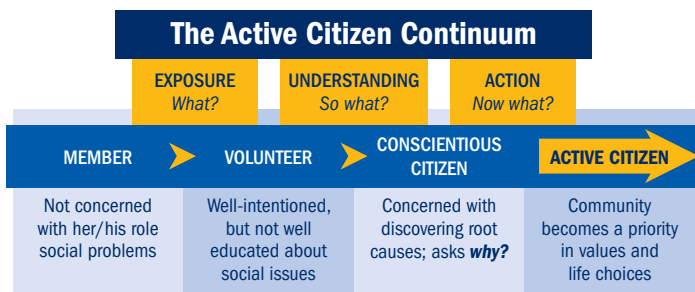 The Active Citizen Continuum
EXPOSURE
What?
UNDERSTANDING
So what?
ACTION
Now what?
MEMBER
VOLUNTEER
CONSCIENTIOUS
CITIZEN
ACTIVE CITIZEN
Not concerned
with her/his role
social problems
Well-intentioned,
but not well
educated about
social issues
Concerned with
discovering root
causes; asks why?
Community
becomes a priority
in values and
life choices